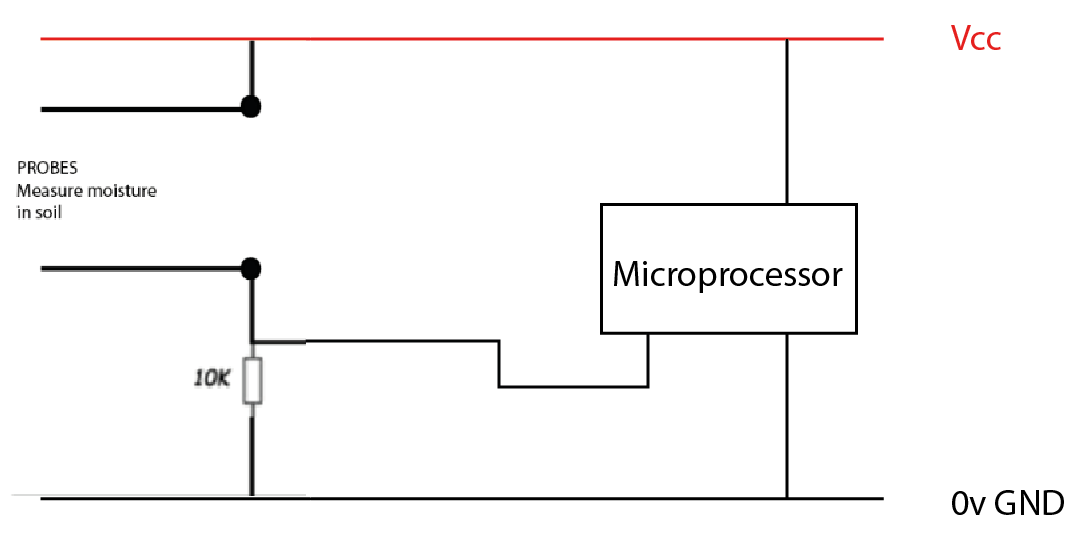 Vcc
PROBES
Measure moisture
in soil
Microprocessor
10K
0v GND